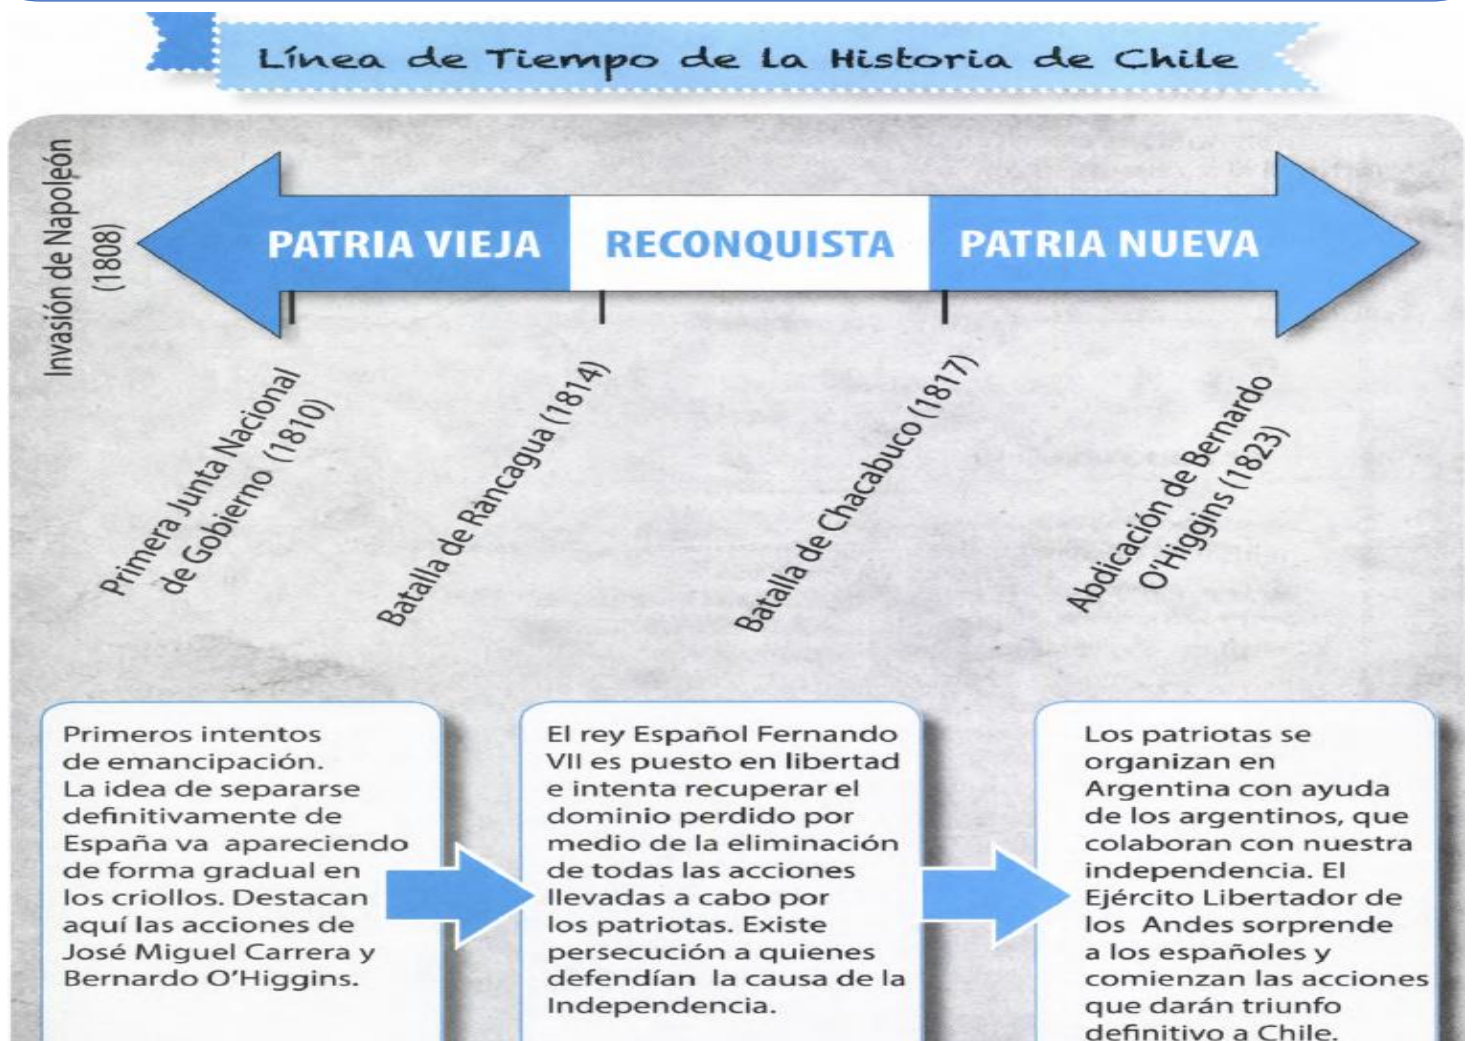 Línea de Tiempo de la Historia de Chile
Invasión de Napoleón
(1808)
PATRIA VIEJA
RECONQUISTA
PATRIA NUEVA
Primera Junta Nacional
de Gobierno (1810)
Batalla de Rancagua (1814)
Batalla de Chacabuco (1817)
Abdicación de Bernardo
O'Higgins (1823)
Primeros intentos
de emancipación.
La idea de separarse
definitivamente de
España va apareciendo
de forma gradual en
los criollos. Destacan
aquí las acciones de
José Miguel Carrera y
Bernardo O'Higgins.
El rey Español Fernando
VII es puesto en libertad
e intenta recuperar el
dominio perdido por
medio de la eliminación
de todas las acciones
llevadas a cabo por
los patriotas. Existe
persecución a quienes
defendían la causa de la
Independencia.
Los patriotas se
organizan en
Argentina con ayuda
de los argentinos, que
colaboran con nuestra
independencia. El
Ejército Libertador de
los Andes sorprende
a los españoles y
comienzan las acciones
que darán triunfo
definitivo a Chile.